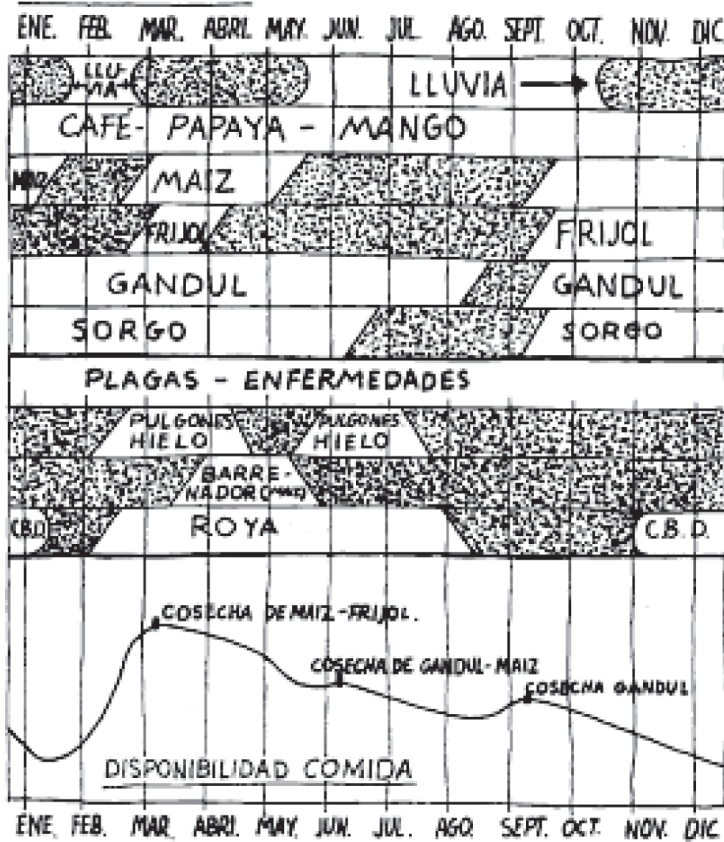 ENE. FEB. MAR. ABRI. MAY. JUN. JUL. AGO. SEPT. OCT. NOV. DIC.
LLU-
VIA
LLUVIA
CAFÉ - PAPAYA - MANGO
MAIZ
FRIJOL
FRIJOL
GANDUL
GANDUL
SORGO
SORGO
PLAGAS - ENFERMEDADES
PULGONES
HIELO
PULGONES
HIELO
BARRE-
NADOR (MAIZ)
C.B.D.
ROYA
C.B.D.
COSECHA DE MAIZ-FRIJOL.
COSECHA DE GANDUL-MAIZ
COSECHA GANDUL
DISPONIBILIDAD COMIDA
ENE. FEB. MAR. ABRI. MAY. JUN. JUL. AGO. SEPT. OCT. NOV. DIC.